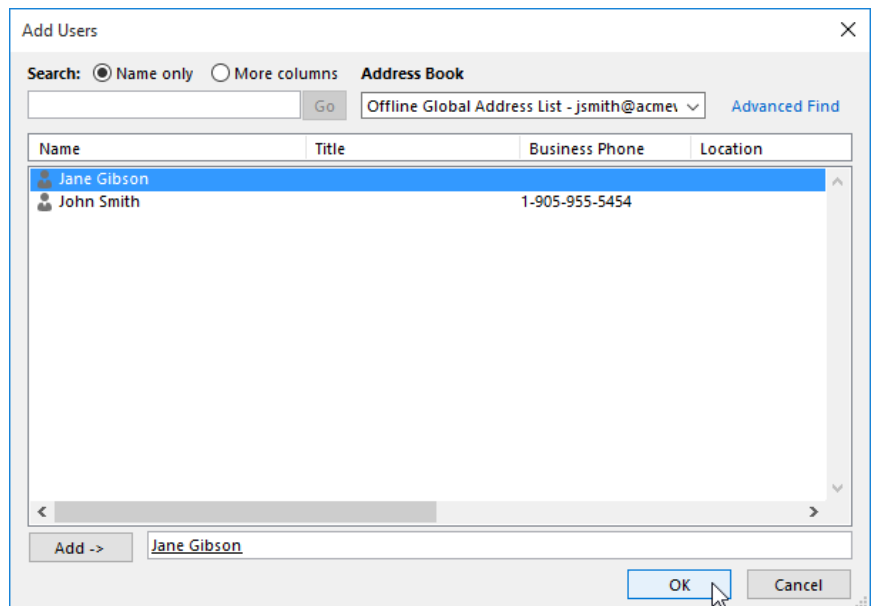 Add Users
Search: Name only More columns Address Book
Go Offline Global Address List - jsmith@acmev Advanced Find
Name Title Business Phone Location
Jane Gibson
John Smith 1-905-955-5454
Add -> Jane Gibson
OK Cancel